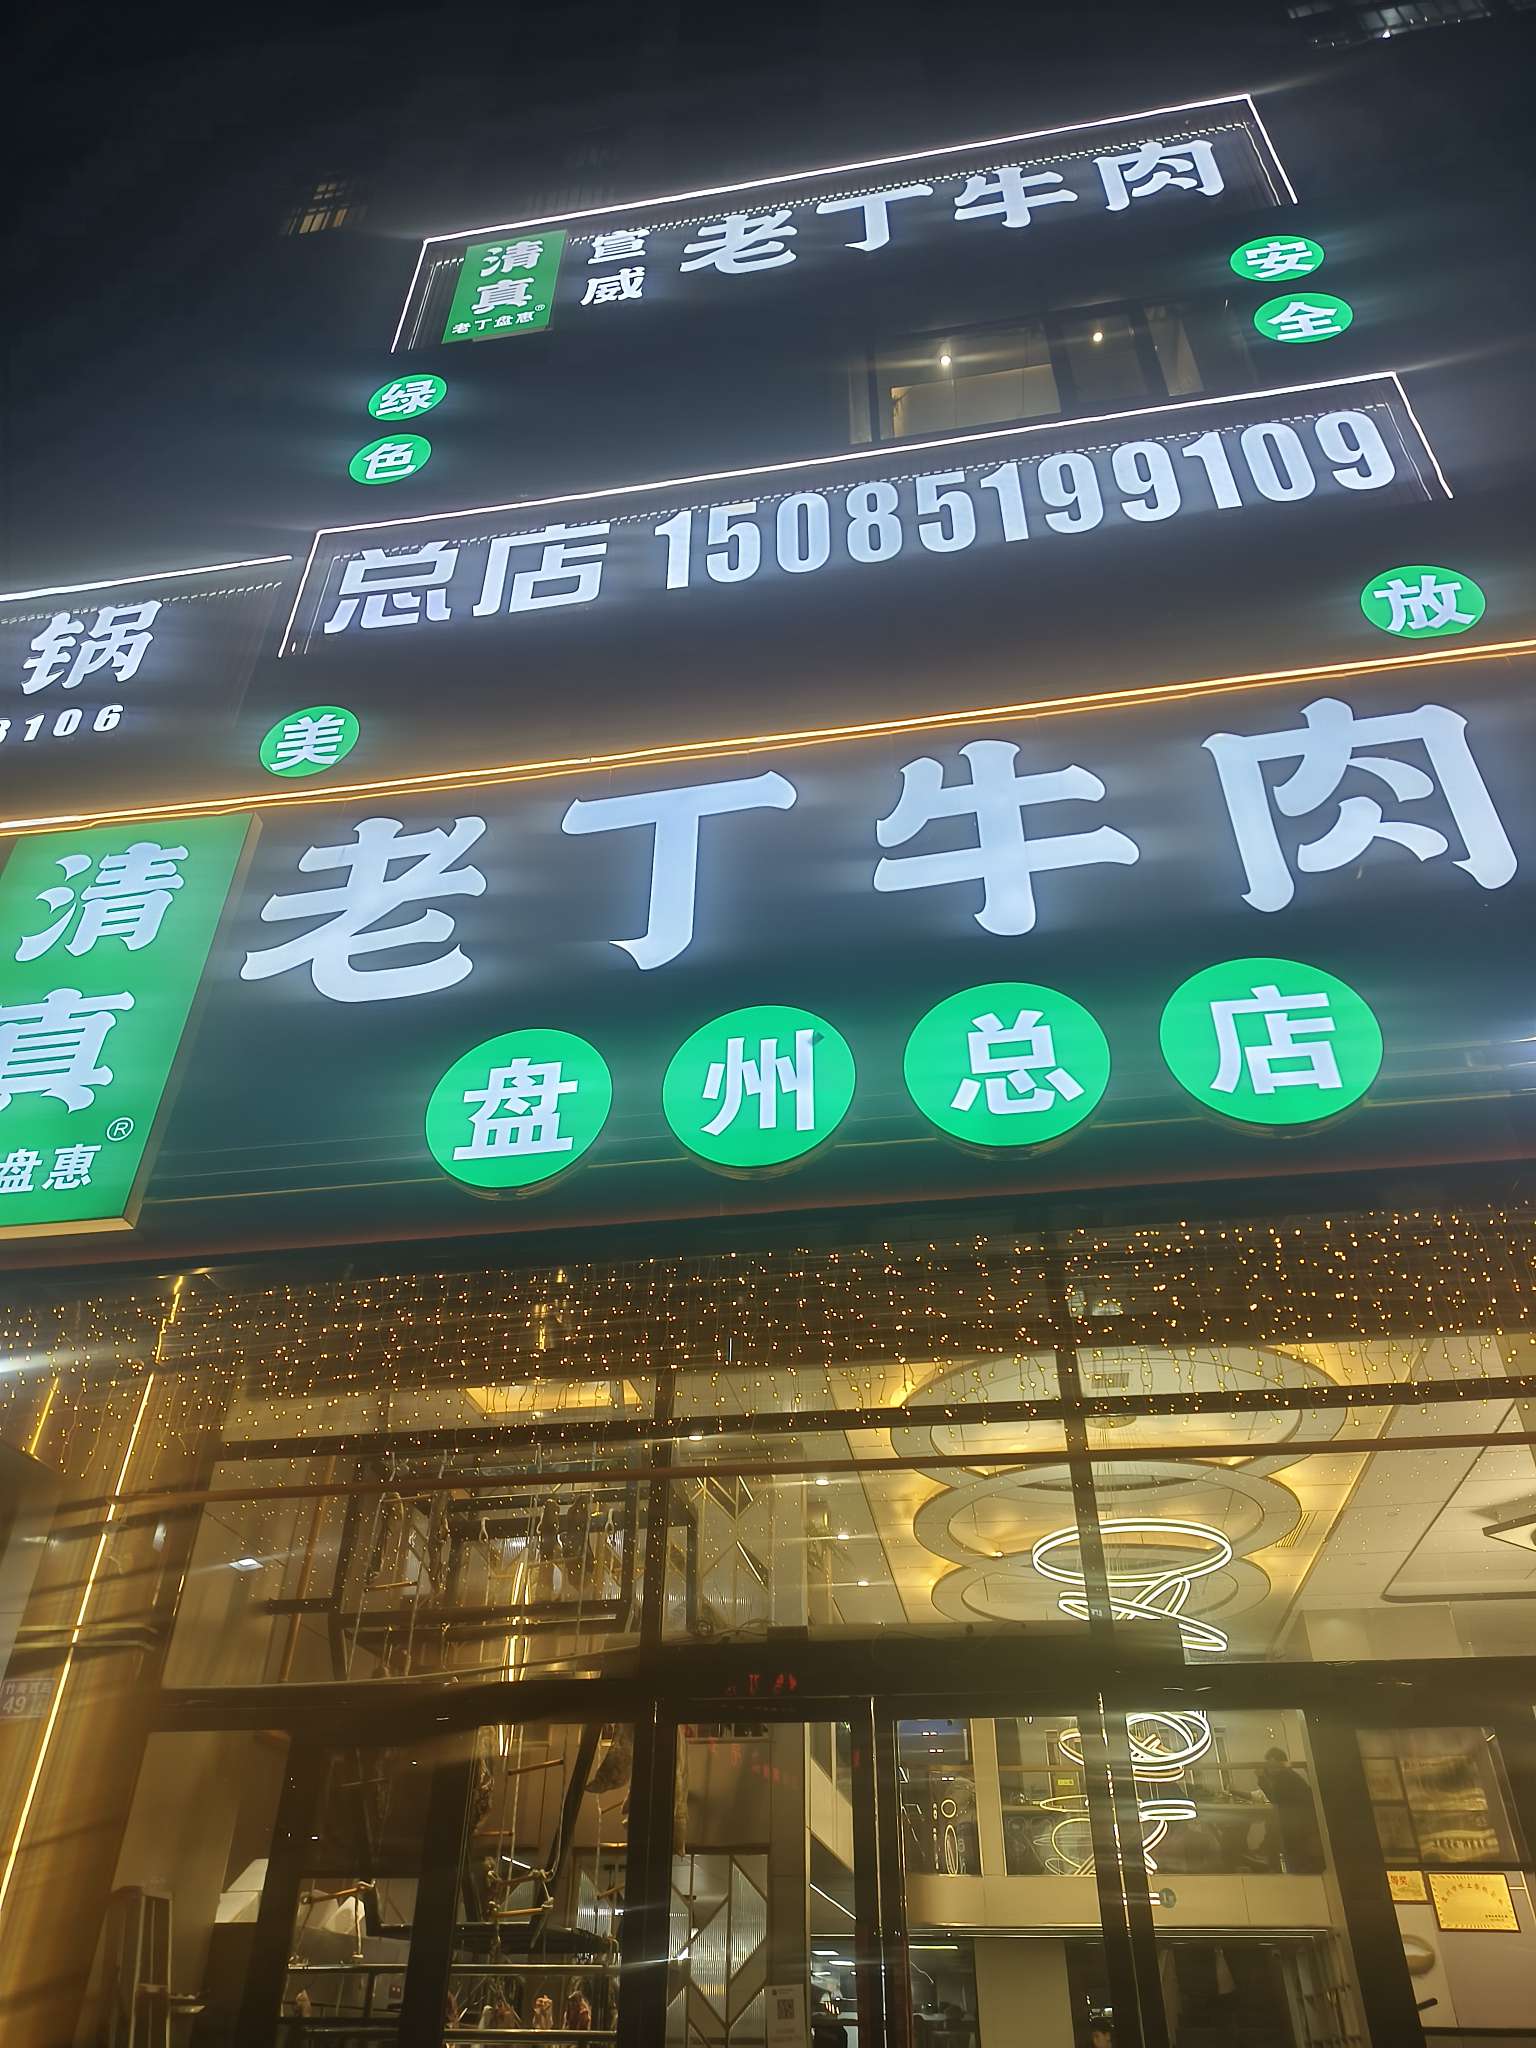 清真
老丁盘惠®
宣威
老丁牛肉
安全
绿色
总店 15085199109
放
锅
3106
美
清真®
盘惠
老丁牛肉
盘州总店
49